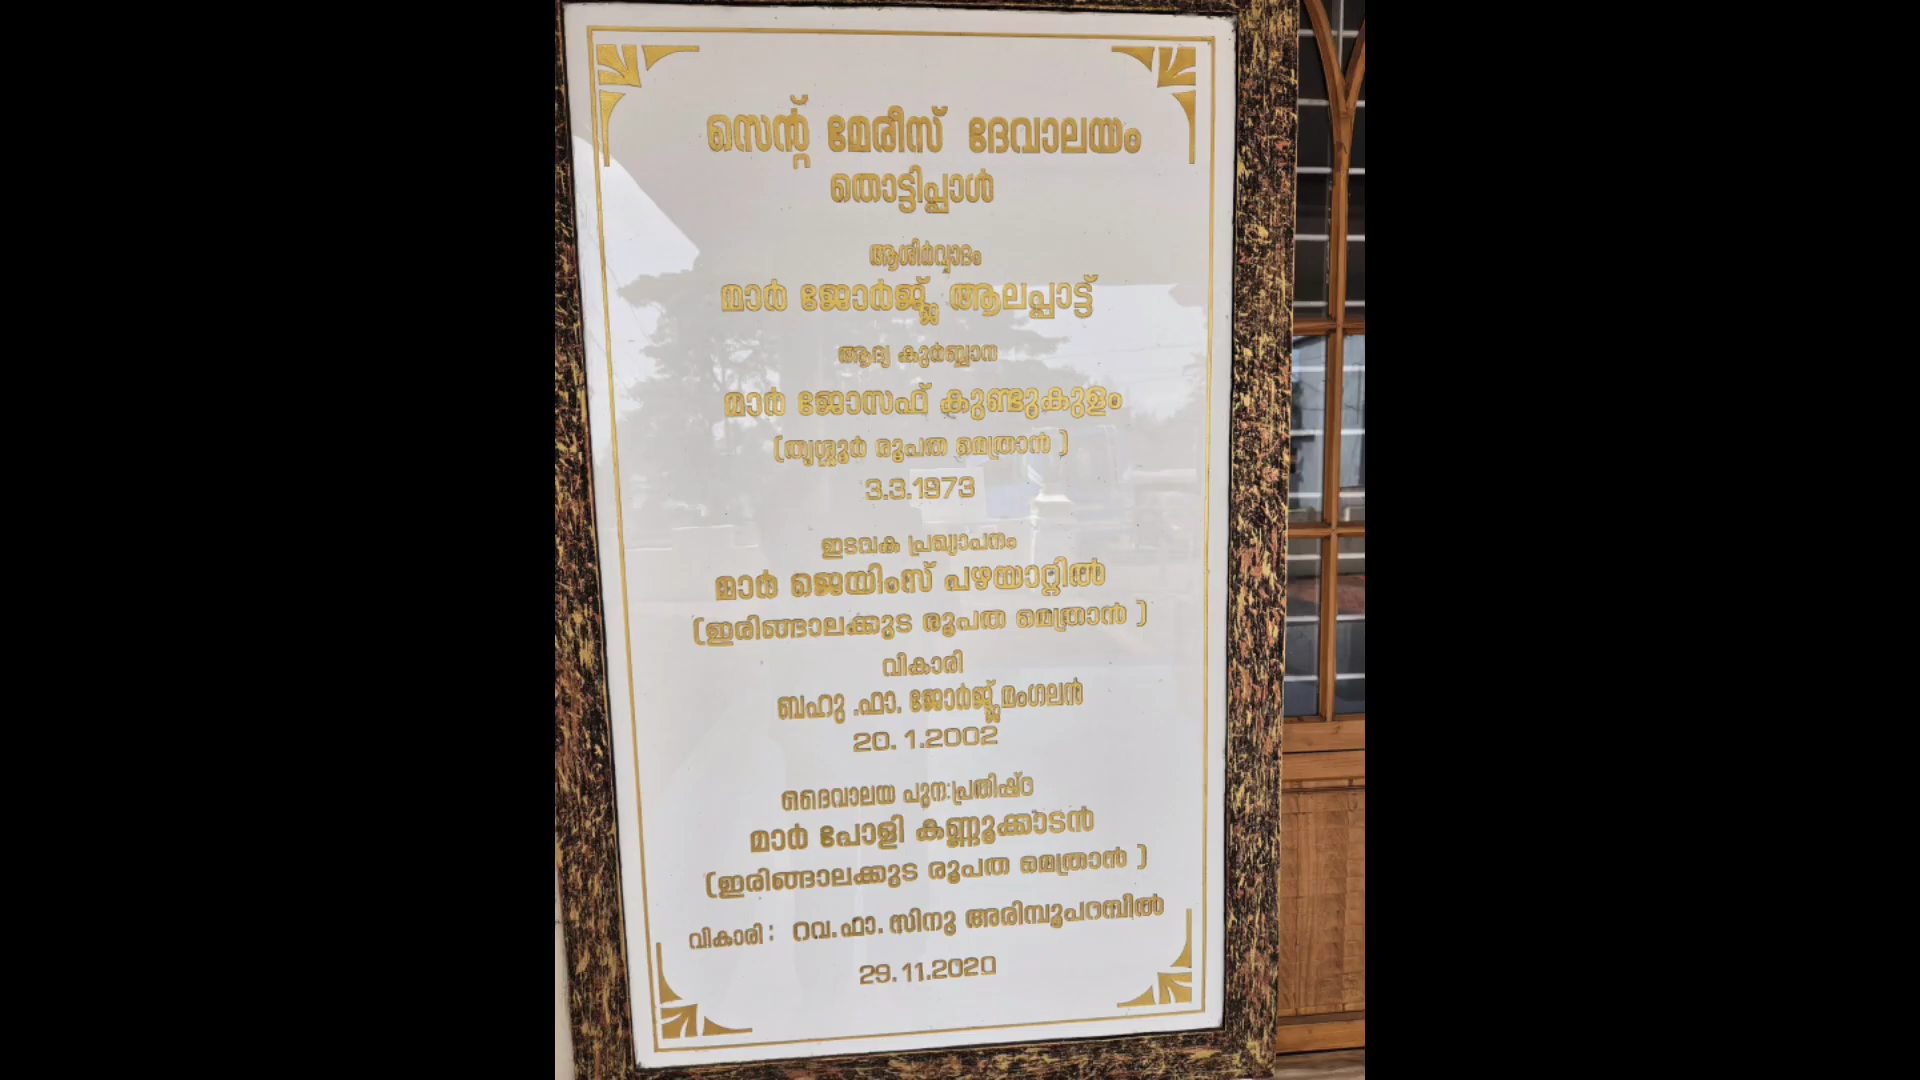 സെന്റ് മേരീസ് ദേവാലയം
തൊട്ടിപ്പാൾ
ആശിർവ്വാദം
മാർ ജോർജ്ജ് ആലപ്പാട്ട്
ആദ്യ കുർബ്ബാന
മാർ ജോസഫ് കുണ്ടുകുളം
(തൃശ്ശൂർ രൂപത മെത്രാൻ )
3.3.1973
ഇടവക പ്രഖ്യാപനം
മാർ ജെയിംസ് പഴയാറ്റിൽ
(ഇരിങ്ങാലക്കുട രൂപത മെത്രാൻ )
വികാരി
ബഹു .ഫാ. ജോർജ്ജ് മംഗലൻ
20. 1.2002
ദൈവാലയ പുന:പ്രതിഷ്ഠ
മാർ പോളി കണ്ണൂക്കാടൻ
(ഇരിങ്ങാലക്കുട രൂപത മെത്രാൻ )
വികാരി : റവ.ഫാ. സിനു അരിമ്പൂപറമ്പിൽ
29.11.2020